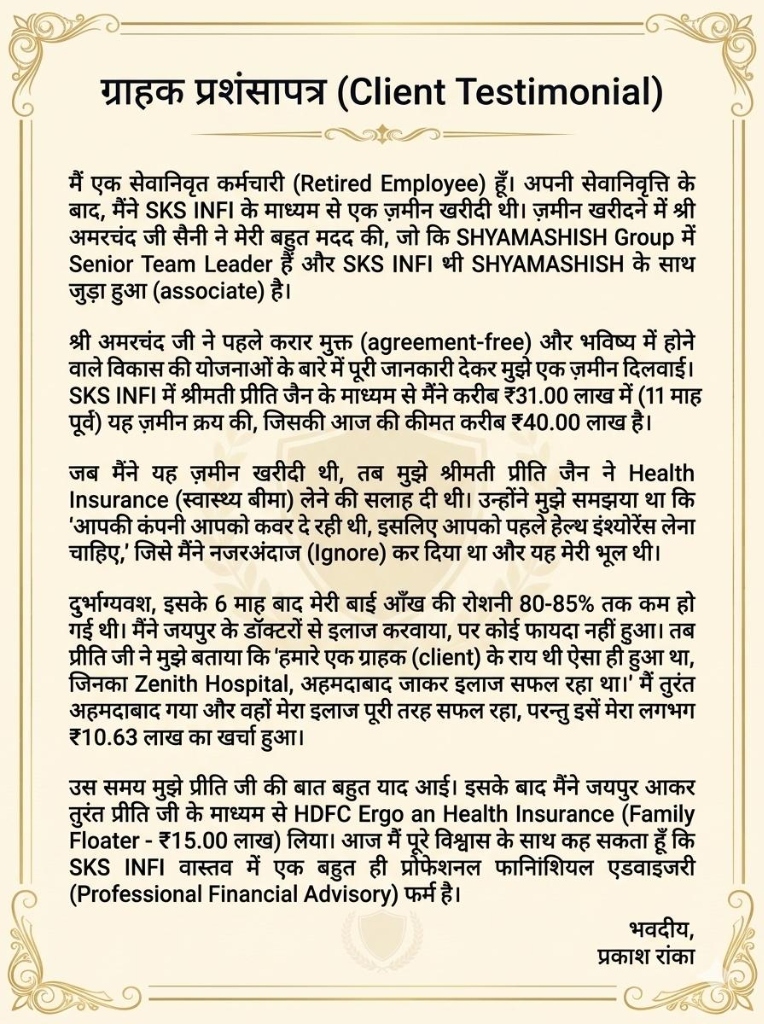 ग्राहक प्रशंसापत्र (Client Testimonial)
मैं एक सेवानिवृत कर्मचारी (Retired Employee) हूँ। अपनी सेवानिवृत्ति के
बाद, मैंने SKS INFI के माध्यम से एक ज़मीन खरीदी थी। ज़मीन खरीदने में श्री
अमरचंद जी सैनी ने मेरी बहुत मदद की, जो कि SHYAMASHISH Group में
Senior Team Leader हैं और SKS INFI थी SHYAMASHISH के साथ
जुड़ा हुआ (associate) है।
श्री अमरचंद जी ने पहले करार मुक्त (agreement-free) और भविष्य में होने
वाले विकास की योजनाओं के बारे में पूरी जानकारी देकर मुझे एक ज़मीन दिलवाई।
SKS INFI में श्रीमती प्रीति जैन के माध्यम से मैंने करीब ₹31.00 लाख में (11 माह
पूर्व) यह ज़मीन क्रय की, जिसकी आज की कीमत करीब ₹40.00 लाख है।
जब मैंने यह ज़मीन खरीदी थी, तब मुझे श्रीमती प्रीति जैन ने Health
Insurance (स्वास्थ्य बीमा) लेने की सलाह दी थी। उन्होंने मुझे समझया था कि
'आपकी कंपनी आपको कवर दे रही थी, इसलिए आपको पहले हेल्थ इंश्योरेंस लेना
चाहिए,' जिसे मैंने नजरअंदाज (Ignore) कर दिया था और यह मेरी भूल थी।
दुर्भाग्यवश, इसके 6 माह बाद मेरी बाई आँख की रोशनी 80-85% तक कम हो
गई थी। मैंने जयपुर के डॉक्टरों से इलाज करवाया, पर कोई फायदा नहीं हुआ। तब
प्रीति जी ने मुझे बताया कि 'हमारे एक ग्राहक (client) के राय थी ऐसा ही हुआ था,
जिनका Zenith Hospital, अहमदाबाद जाकर इलाज सफल रहा था।' मैं तुरंत
अहमदाबाद गया और वहों मेरा इलाज पूरी तरह सफल रहा, परन्तु इसें मेरा लगभग
₹10.63 लाख का खर्चा हुआ।
उस समय मुझे प्रीति जी की बात बहुत याद आई। इसके बाद मैंने जयपुर आकर
तुरंत प्रीति जी के माध्यम से HDFC Ergo an Health Insurance (Family
Floater - ₹15.00 लाख) लिया। आज मैं पूरे विश्वास के साथ कह सकता हूँ कि
SKS INFI वास्तव में एक बहुत ही प्रोफेशनल फानिांशियल एडवाइजरी
(Professional Financial Advisory) फर्म है।
भवदीय,
प्रकाश रांका